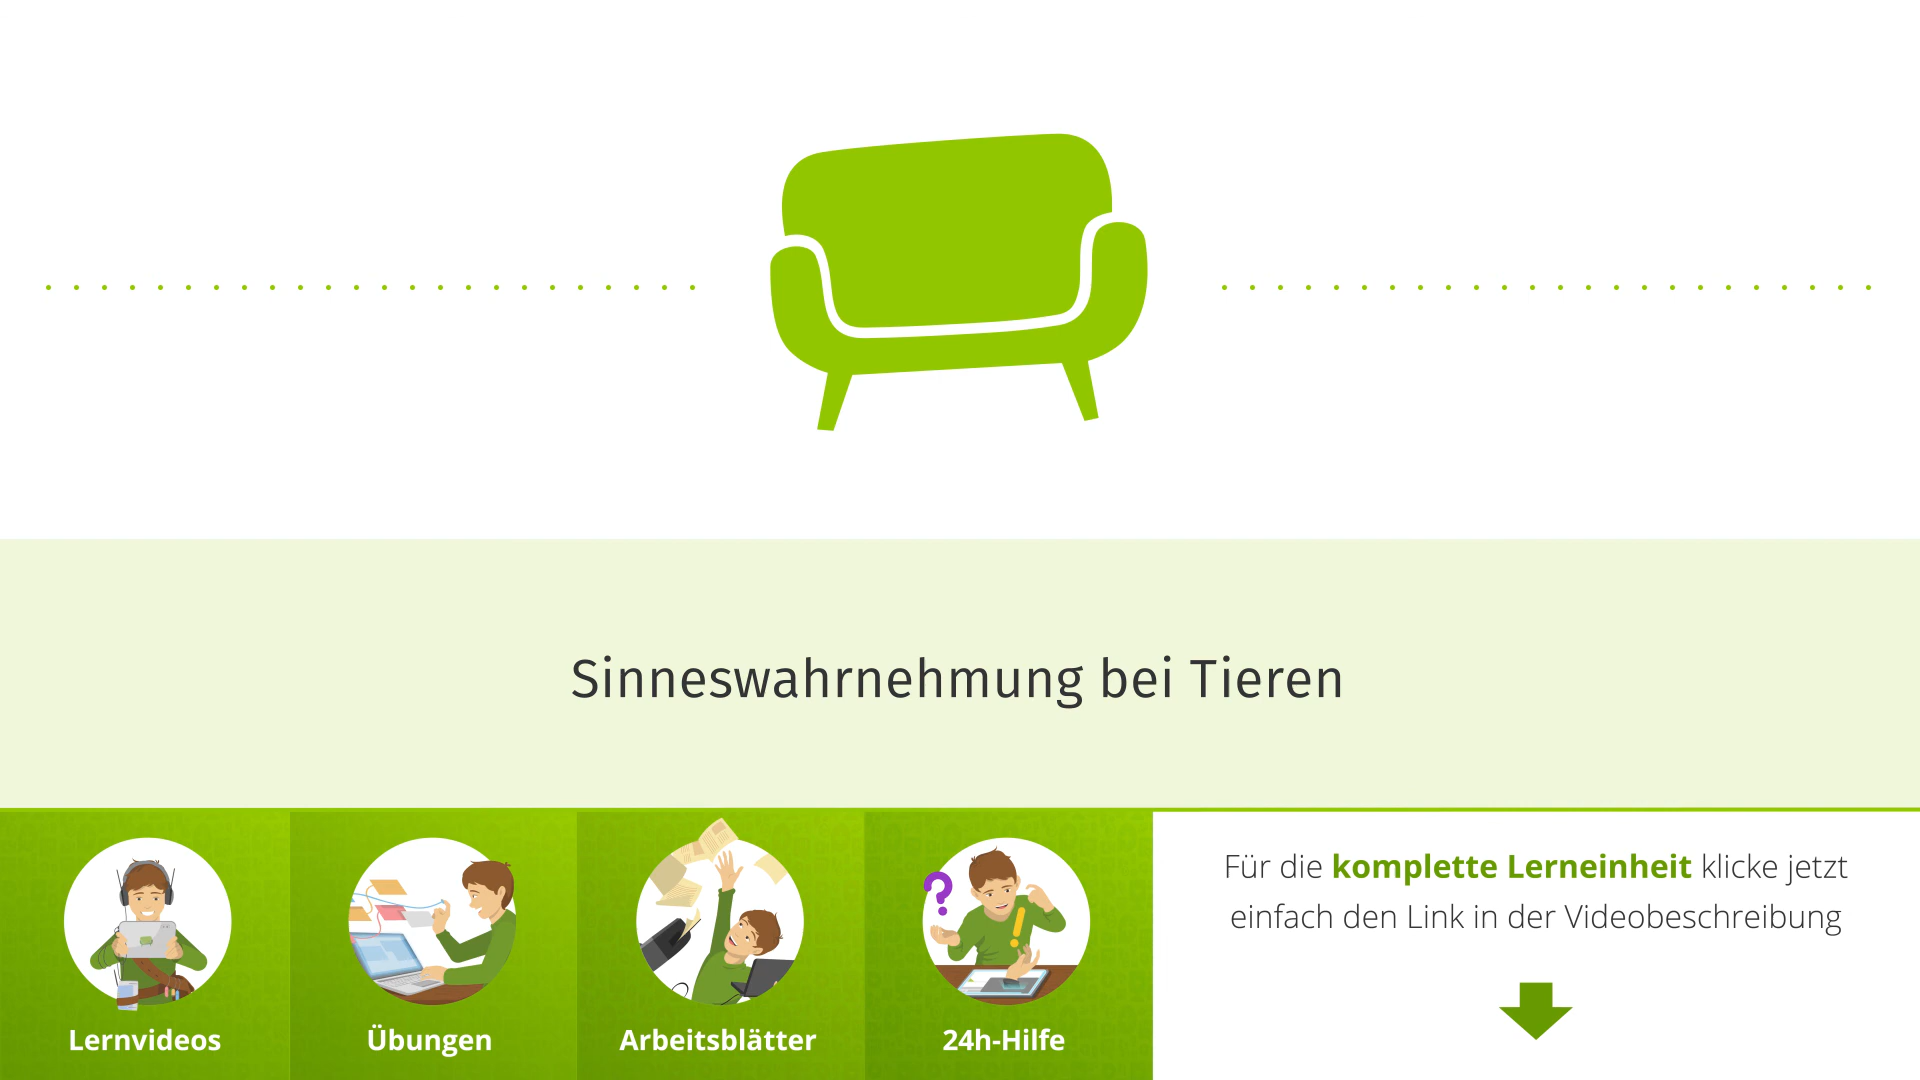 Sinneswahrnehmung bei Tieren
Lernvideos
Übungen
Arbeitsblätter
24h-Hilfe
Für die komplette Lerneinheit klicke jetzt
einfach den Link in der Videobeschreibung